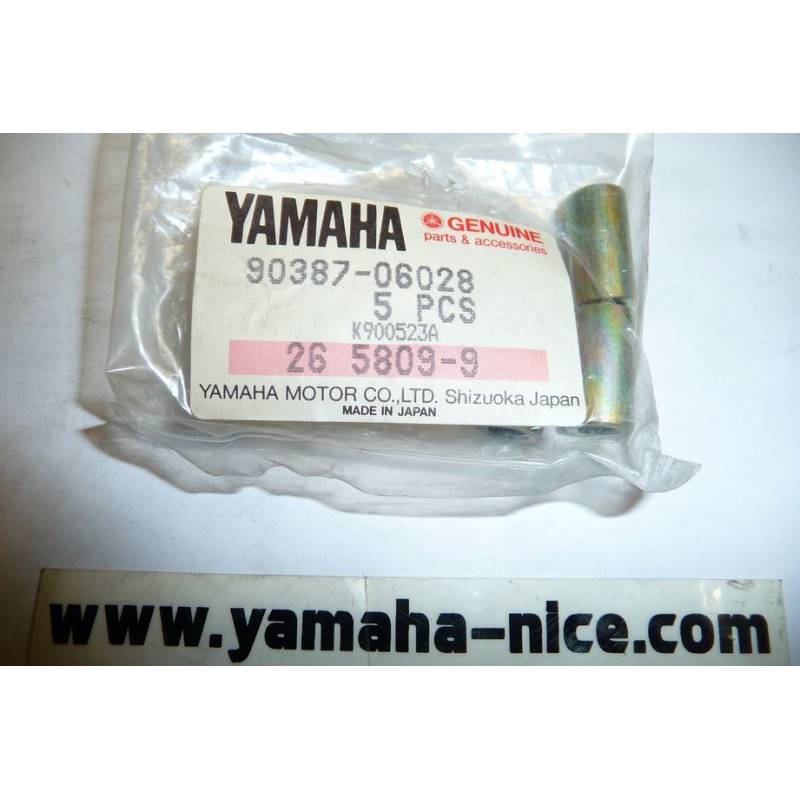 YAMAHA GENUINE
parts & accessories
90387-06028
5 PCS
K900523A
26 5809-9
YAMAHA MOTOR CO.,LTD. Shizuoka Japan
MADE IN JAPAN
www.yamaha-nice.com